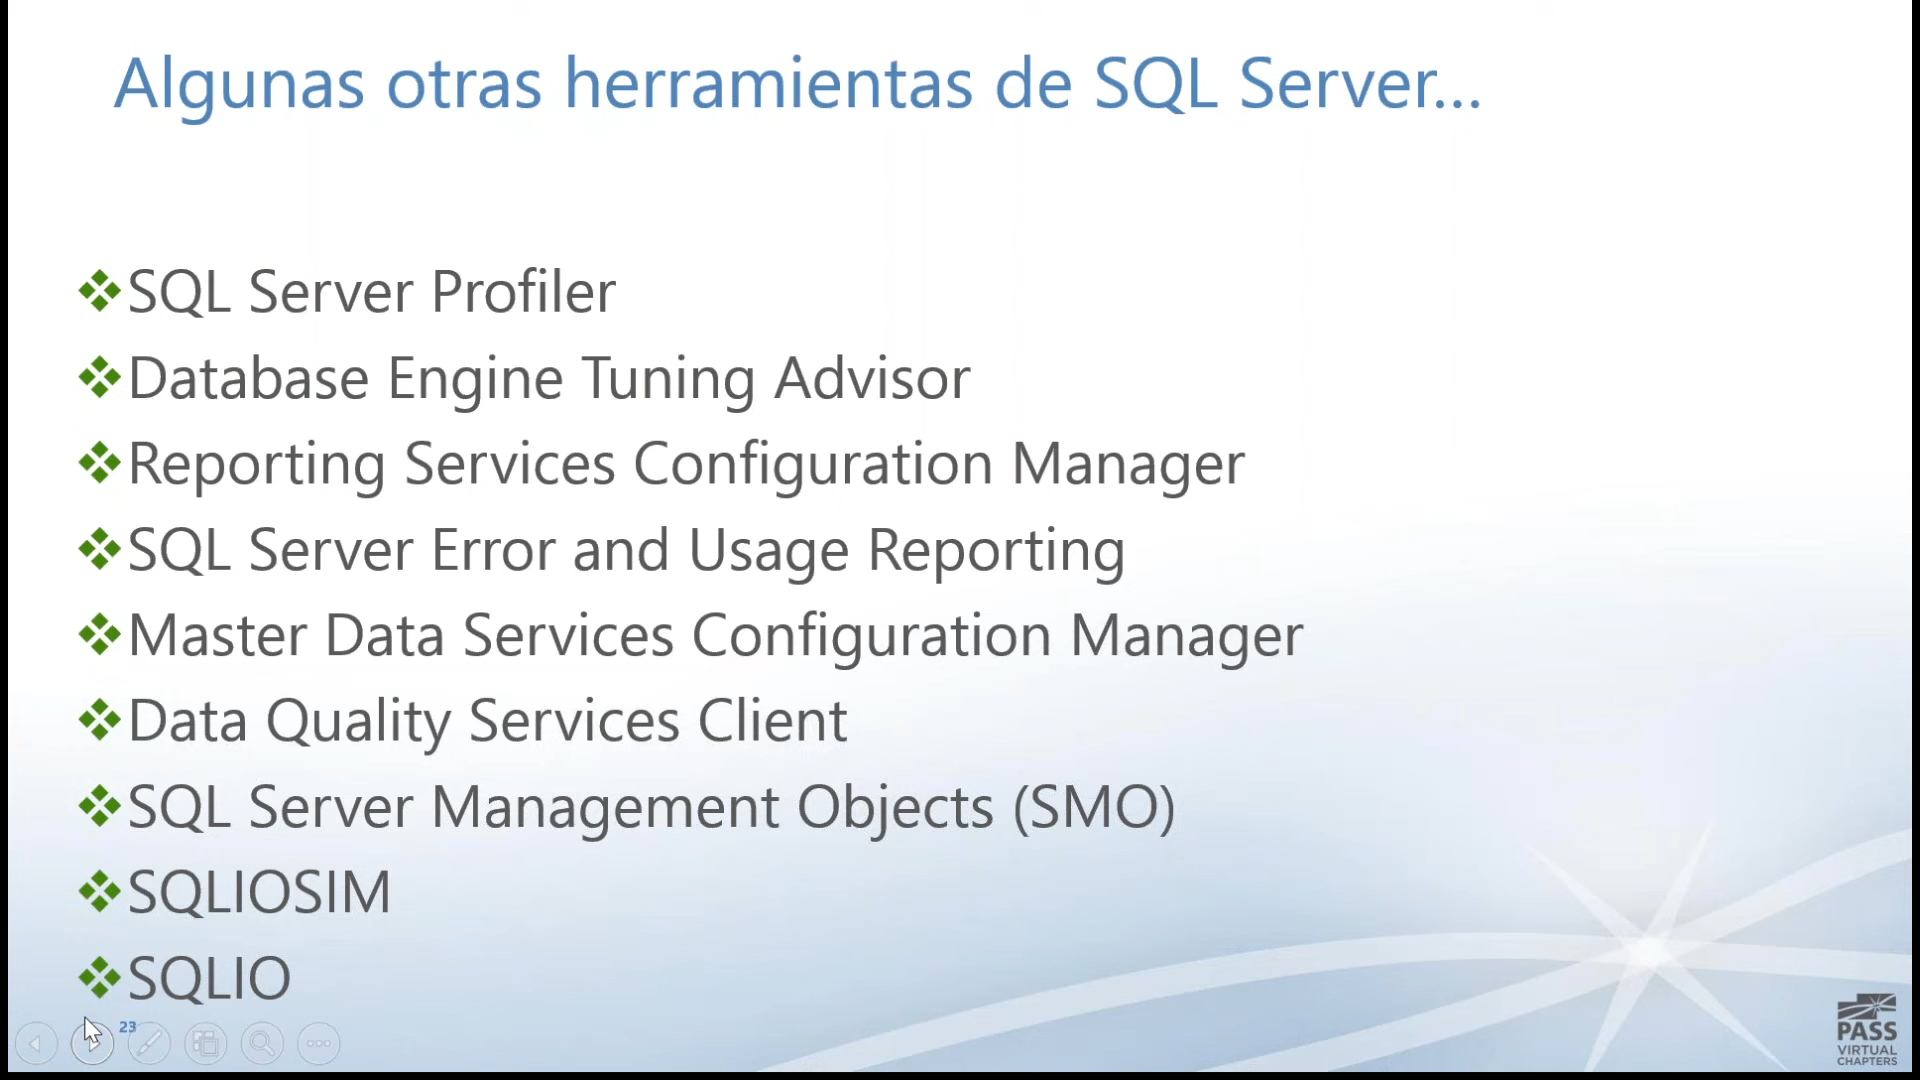 Algunas otras herramientas de SQL Server...
SQL Server Profiler
Database Engine Tuning Advisor
Reporting Services Configuration Manager
SQL Server Error and Usage Reporting
Master Data Services Configuration Manager
Data Quality Services Client
SQL Server Management Objects (SMO)
SQLIOSIM
SQLIO
23
PASS
VIRTUAL
CHAPTERS